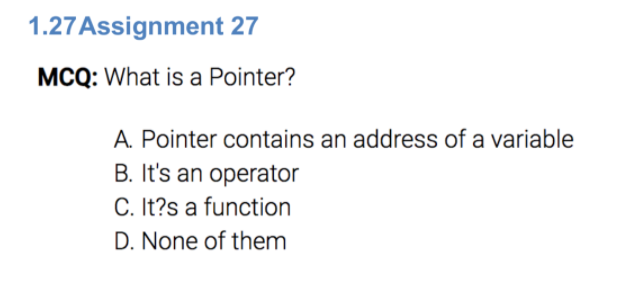 1.27Assignment 27
MCQ: What is a Pointer?
A. Pointer contains an address of a variable
B. It's an operator
C. It?s a function
D. None of them